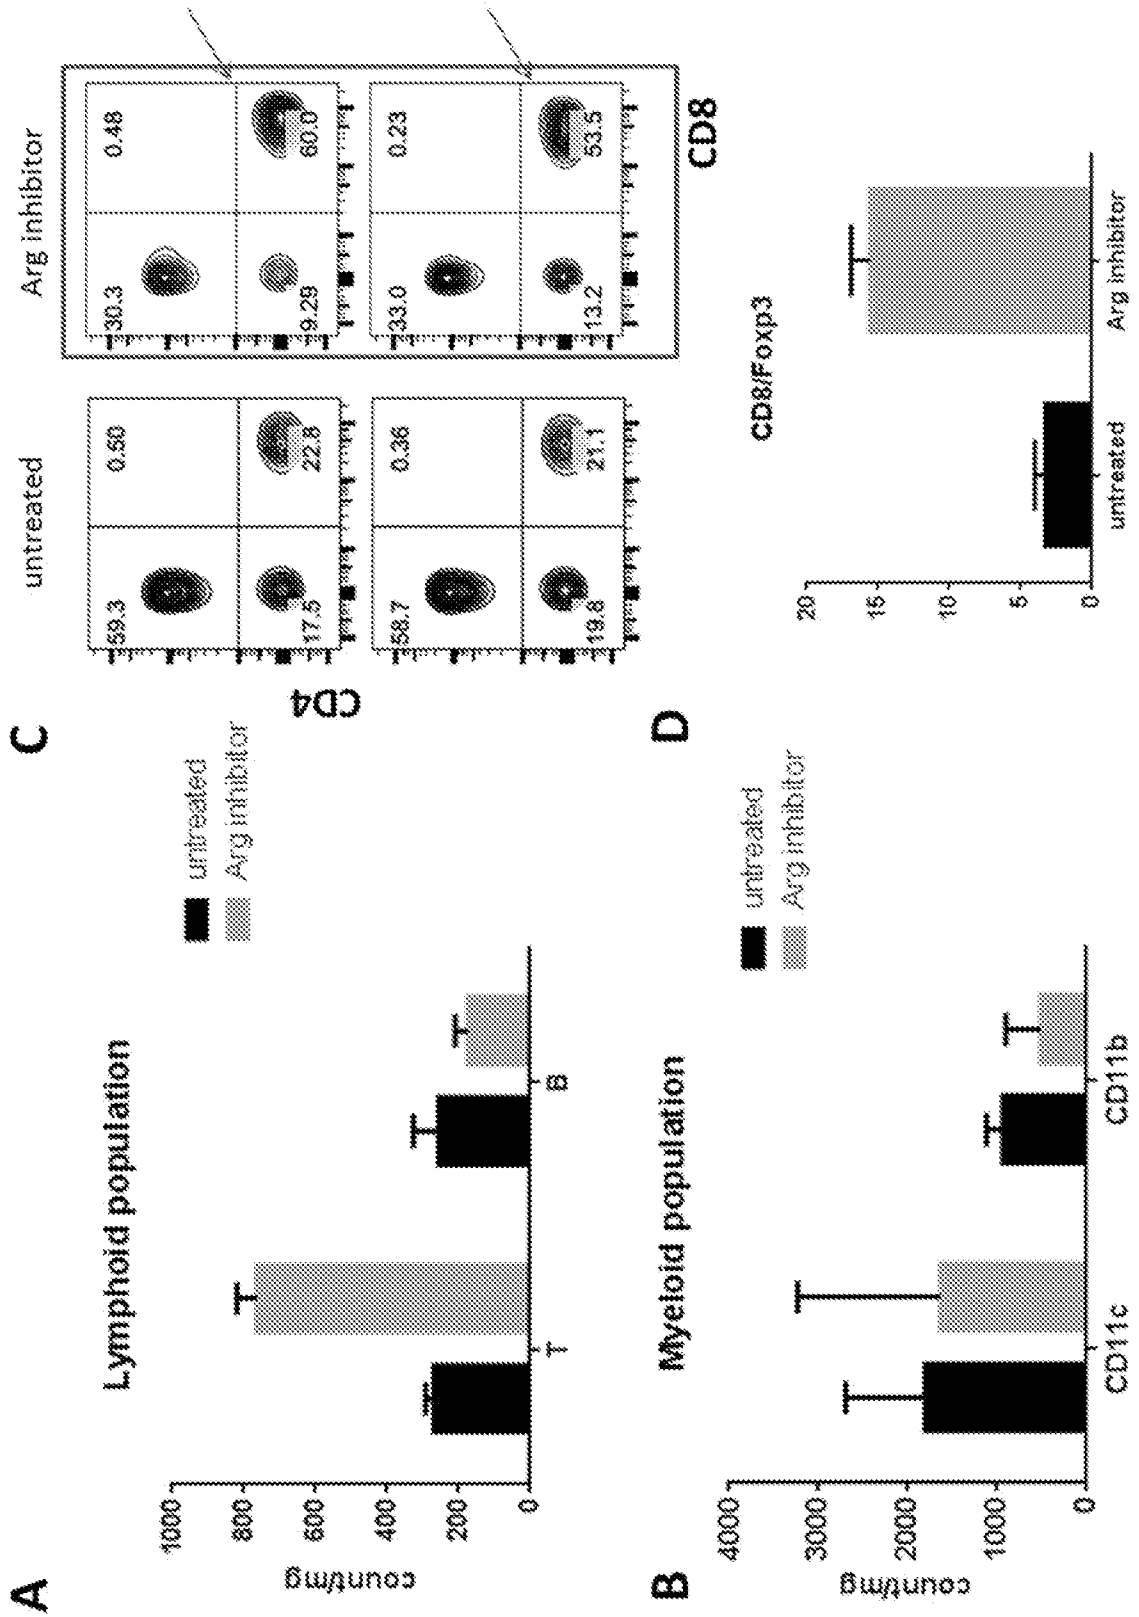 A
Lymphoid population
count/mg
1000
800
600
400
200
0
T
B
untreated
Arg inhibitor
B
Myeloid population
count/mg
4000
3000
2000
1000
0
CD11c
CD11b
untreated
Arg inhibitor
C
untreated
Arg inhibitor
CD4
59.3
0.50
17.5
22.8
30.3
0.48
9.29
60.0
58.7
0.36
19.8
21.1
33.0
0.23
13.2
53.5
CD8
D
CD8/Foxp3
20
15
10
5
0
untreated
Arg inhibitor